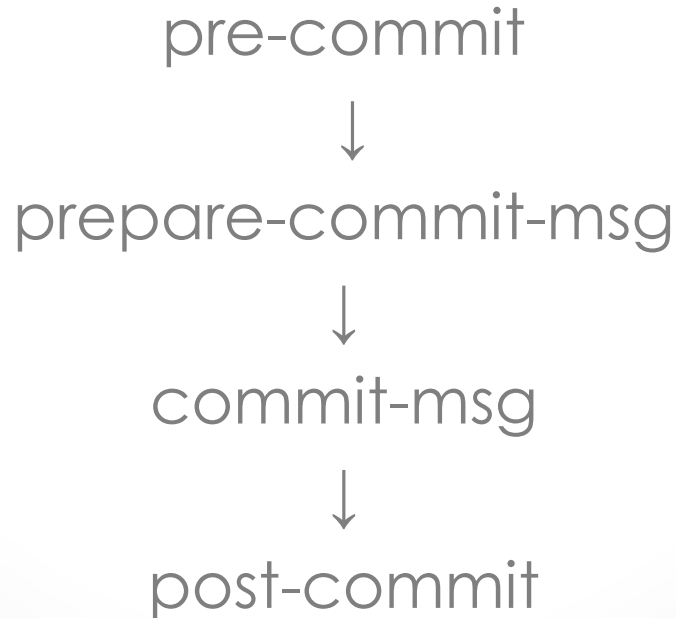 pre-commit
↓
prepare-commit-msg
↓
commit-msg
↓
post-commit